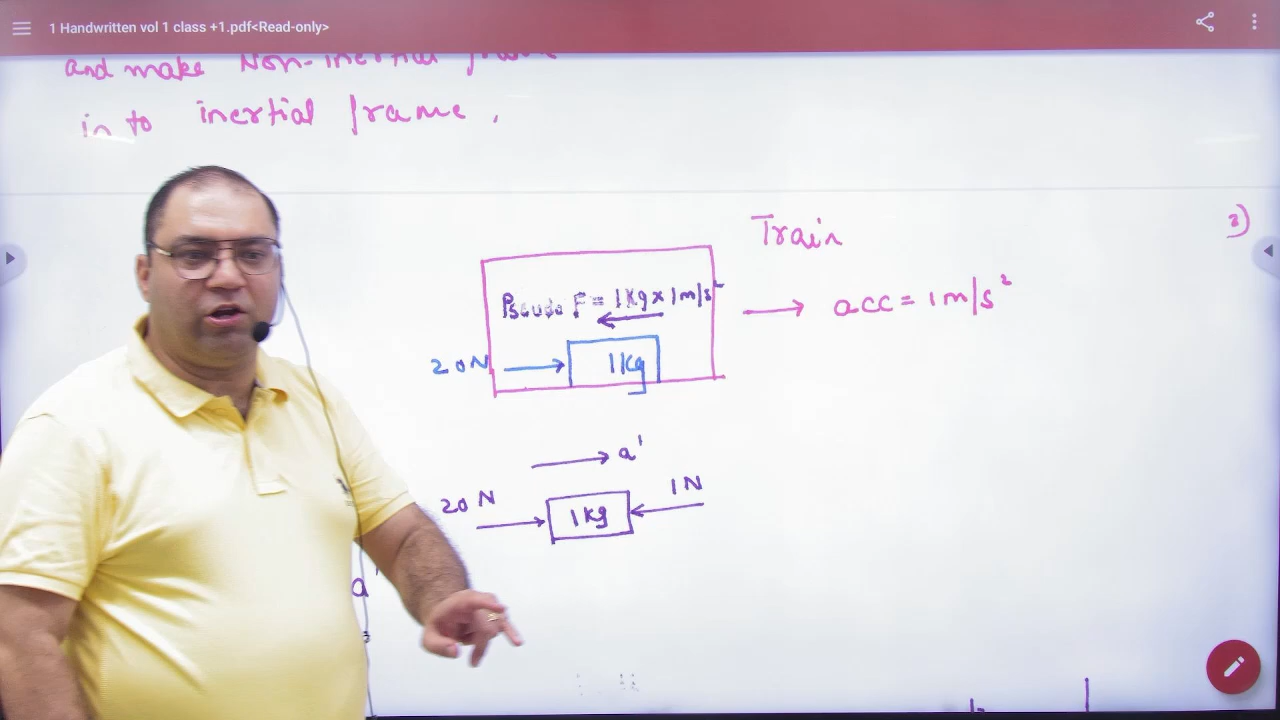 1 Handwritten vol 1 class +1.pdf<Read-only>
and make Non-inertial frame
in to inertial frame.
Train
2)
Pseudo F = 1Kg x 1m/s²
acc = 1m/s²
20N
1Kg
a'
20 N
1Kg
1N
a'